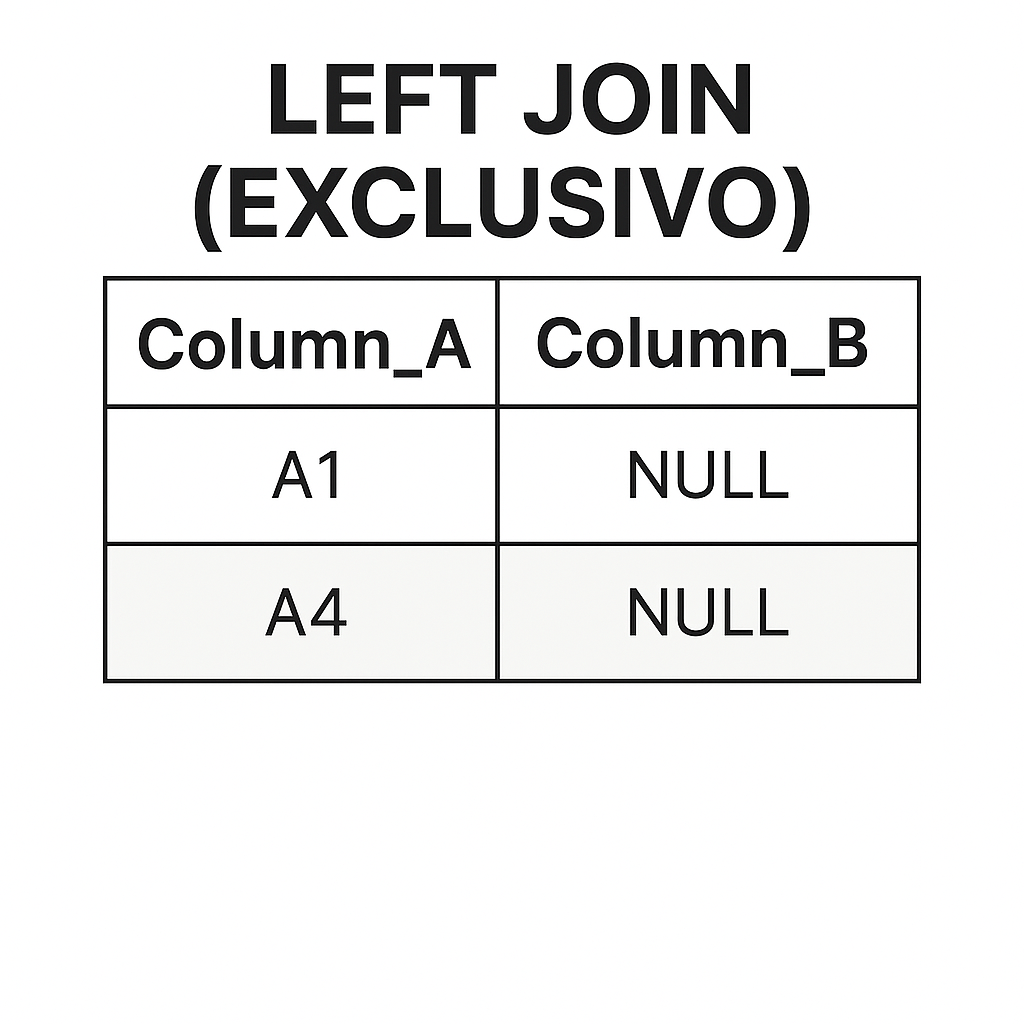 LEFT JOIN
(EXCLUSIVO)
Column_A Column_B
A1 NULL
A4 NULL